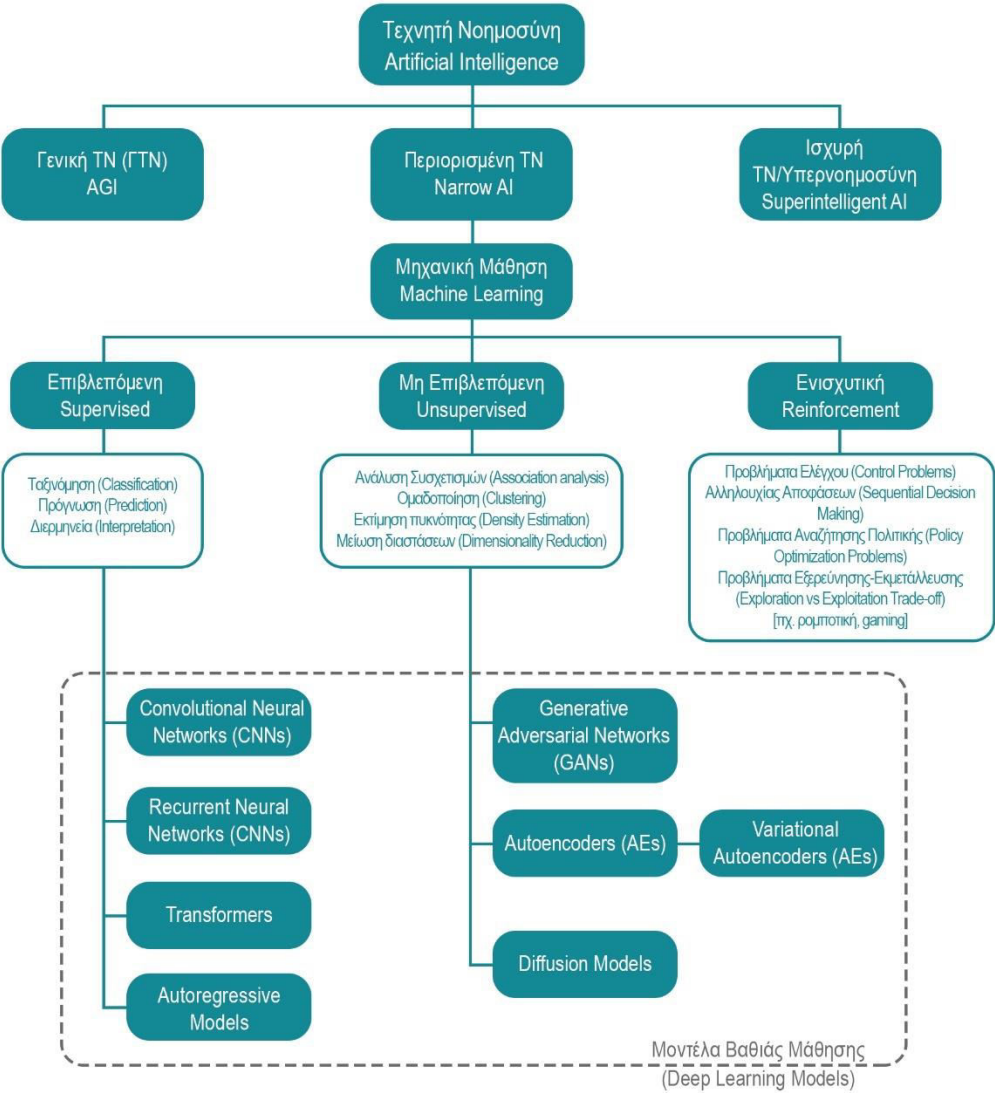 Τεχνητή Νοημοσύνη
Artificial Intelligence
Γενική ΤΝ (ΓΤΝ)
AGI
Περιορισμένη ΤΝ
Narrow AI
Ισχυρή
ΤΝ/Υπερνοημοσύνη
Superintelligent AI
Μηχανική Μάθηση
Machine Learning
Επιβλεπόμενη
Supervised
Μη Επιβλεπόμενη
Unsupervised
Ενισχυτική
Reinforcement
Ταξινόμηση (Classification)
Πρόγνωση (Prediction)
Διερμηνεία (Interpretation)
Ανάλυση Συσχετισμών (Association analysis)
Ομαδοποίηση (Clustering)
Εκτίμηση πυκνότητας (Density Estimation)
Μείωση διαστάσεων (Dimensionality Reduction)
Προβλήματα Ελέγχου (Control Problems)
Αλληλουχίας Αποφάσεων (Sequential Decision
Making)
Προβλήματα Αναζήτησης Πολιτικής (Policy
Optimization Problems)
Προβλήματα Εξερεύνησης-Εκμετάλλευσης
(Exploration vs Exploitation Trade-off)
[πχ. ρομποτική, gaming]
Convolutional Neural
Networks (CNNs)
Recurrent Neural
Networks (CNNs)
Transformers
Autoregressive
Models
Generative
Adversarial Networks
(GANs)
Autoencoders (AEs)
Variational
Autoencoders (AEs)
Diffusion Models
Μοντέλα Βαθιάς Μάθησης
(Deep Learning Models)